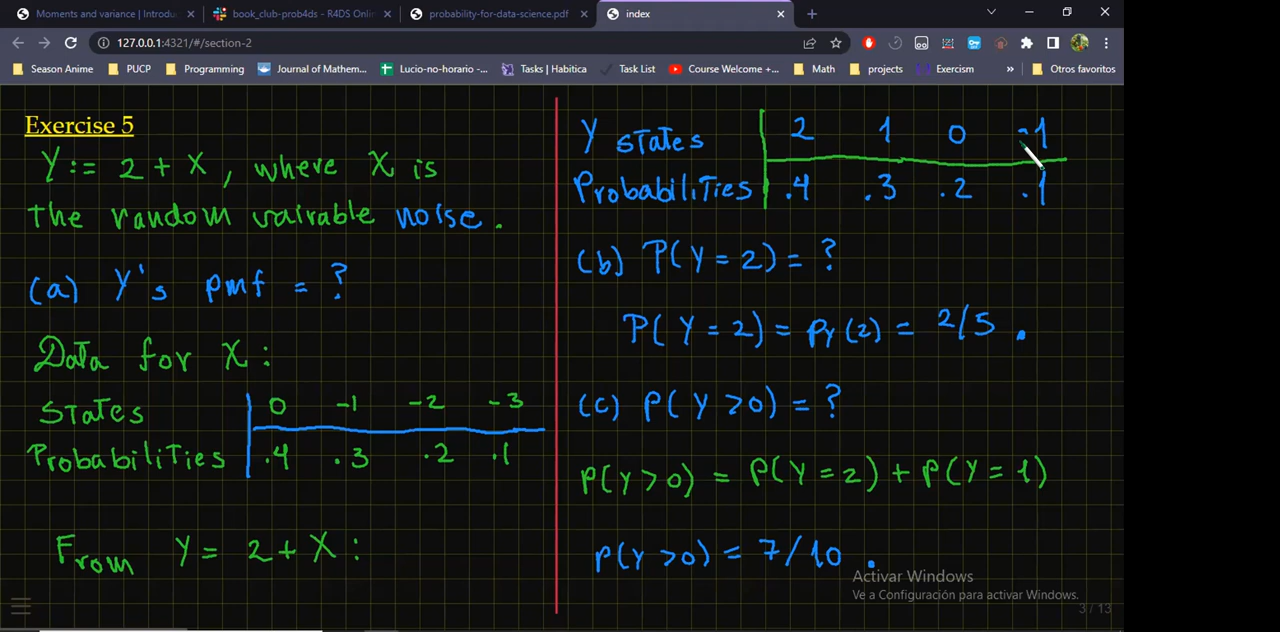 Moments and variance | Introdu
book_club-prob4ds - R4DS Onli
probability-for-data-science.pdf
index
127.0.0.1:4321/#/section-2
Season Anime
PUCP
Programming
Journal of Mathem...
Lucio-no-horario -...
Tasks | Habitica
Task List
Course Welcome +...
Math
projects
Exercism
»
Otros favoritos
Exercise 5
Y := 2 + X, where X is
the random vairable noise.
(a) Y's pmf = ?
Data for X :
States 0 -1 -2 -3
Probabilities .4 .3 .2 .1
From Y = 2 + X :
Y states 2 1 0 -1
Probabilities .4 .3 .2 .1
(b) P(Y = 2) = ?
P(Y = 2) = py(2) = 2/5 .
(c) P(Y > 0) = ?
P(Y > 0) = P(Y = 2) + P(Y = 1)
P(Y > 0) = 7/10 .
Activar Windows
Ve a Configuración para activar Windows.
3 / 13